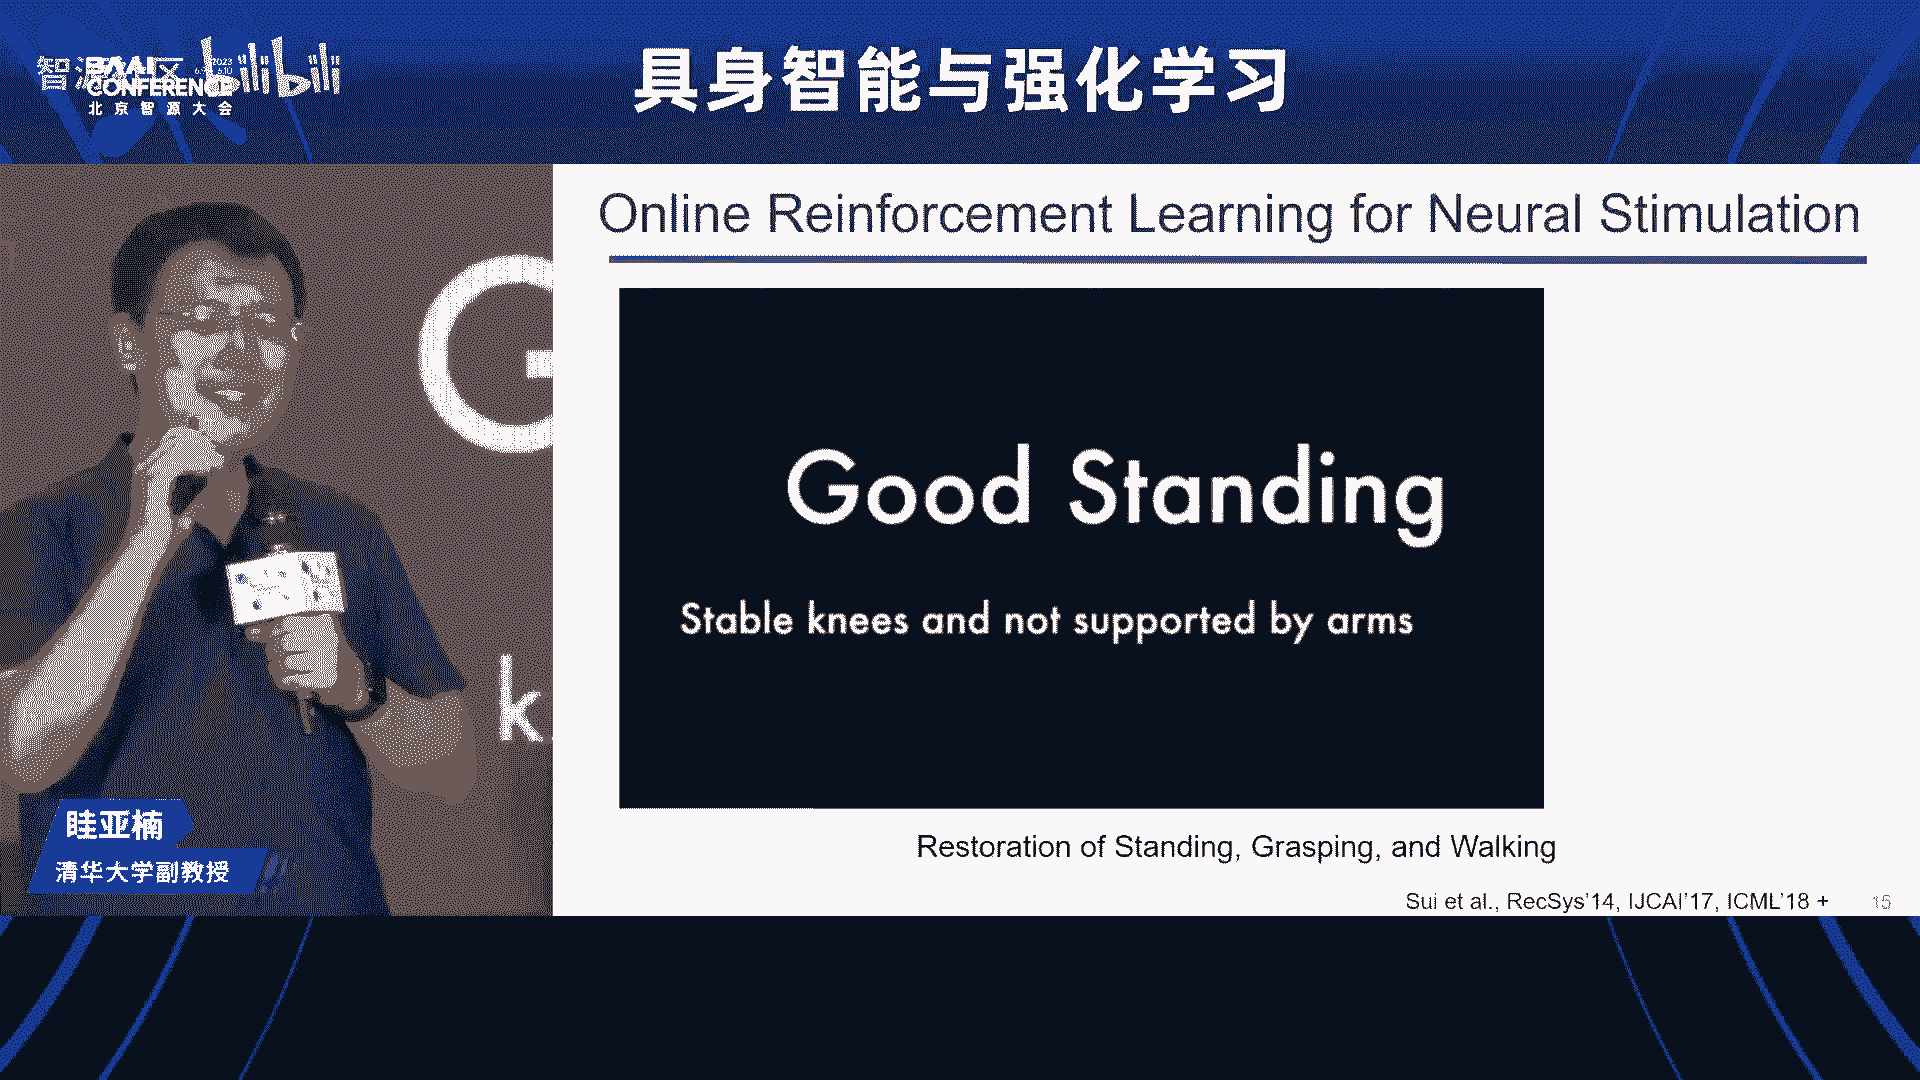 BAAI 2023
CONFERENCE
北京智源大会
bilibili
具身智能与强化学习
Online Reinforcement Learning for Neural Stimulation
Good Standing
Stable knees and not supported by arms
Restoration of Standing, Grasping, and Walking
Sui et al., RecSys'14, IJCAI'17, ICML'18 +
15
G
k
眭亚楠
清华大学副教授